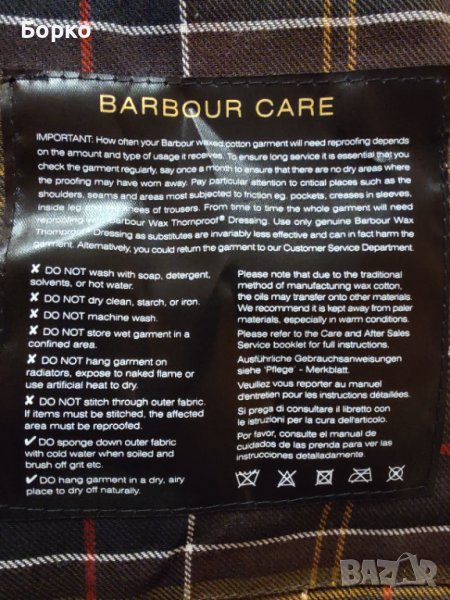 Борко
BARBOUR CARE
IMPORTANT: How often your Barbour waxed cotton garment will need reproofing depends
on the amount and type of usage it receives. To ensure long service it is essential that you
check the garment regularly, say once a month to ensure that there are no dry areas where
the proofing may have worn away. Pay particular attention to critical places such as the
shoulders, seams and areas most subjected to friction eg. pockets, creases in sleeves,
inside leg knees of trousers. From time to time the whole garment will need
reproofing with Barbour Wax Thornproof® Dressing. Use only genuine Barbour Wax
Thornproof® Dressing as substitutes are invariably less effective and can in fact harm the
garment. Alternatively, you could return the garment to our Customer Service Department.
✘ DO NOT wash with soap, detergent,
solvents, or hot water.
✘ DO NOT dry clean, starch, or iron.
✘ DO NOT machine wash.
✘ DO NOT store wet garment in a
confined area.
✘ DO NOT hang garment on
radiators, expose to naked flame or
use artificial heat to dry.
✘ DO NOT stitch through outer fabric.
If items must be stitched, the affected
area must be reproofed.
✔ DO sponge down outer fabric
with cold water when soiled and
brush off grit etc.
✔ DO hang garment in a dry, airy
place to dry off naturally.
Please note that due to the traditional
method of manufacturing wax cotton,
the oils may transfer onto other materials.
We recommend it is kept away from paler
materials, especially in warm conditions.
Please refer to the Care and After Sales
Service booklet for full instructions.
Ausführliche Gebrauchsanweisungen
siehe 'Pflege' - Merkblatt.
Veuillez vous reporter au manuel
d'entretien pour les instructions détaillées.
Si prega di consultare il libretto con
le istruzioni per la cura dell'articolo.
Por favor, consulte el manual de
cuidados de las prenda para ver las
instrucciones detalladas.
BAZAR